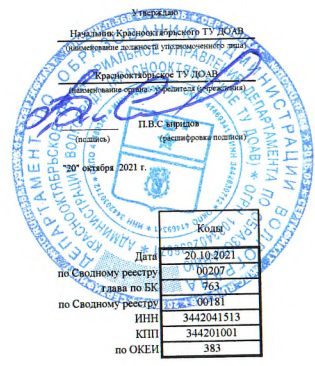 Утверждаю
Начальник Краснооктябрьского ТУ ДОАВ
(наименование должности уполномоченного лица)
Краснооктябрьское ТУ ДОАВ
(наименование органа - учредителя (учреждения)
П.В.Свиридов
(подпись) (расшифровка подписи)
"20" октября 2021 г.
Коды
Дата 20.10.2021
по Сводному реестру 00207
глава по БК 763
по Сводному реестру 00181
ИНН 3442041513
КПП 344201001
по ОКЕИ 383